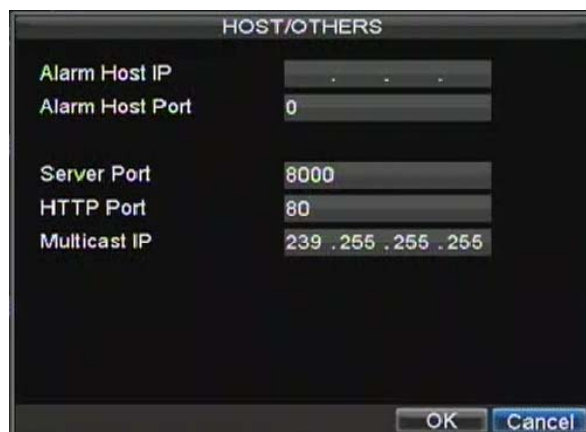 HOST/OTHERS
Alarm Host IP . . .
Alarm Host Port 0
Server Port 8000
HTTP Port 80
Multicast IP 239 .255 .255 .255
OK Cancel